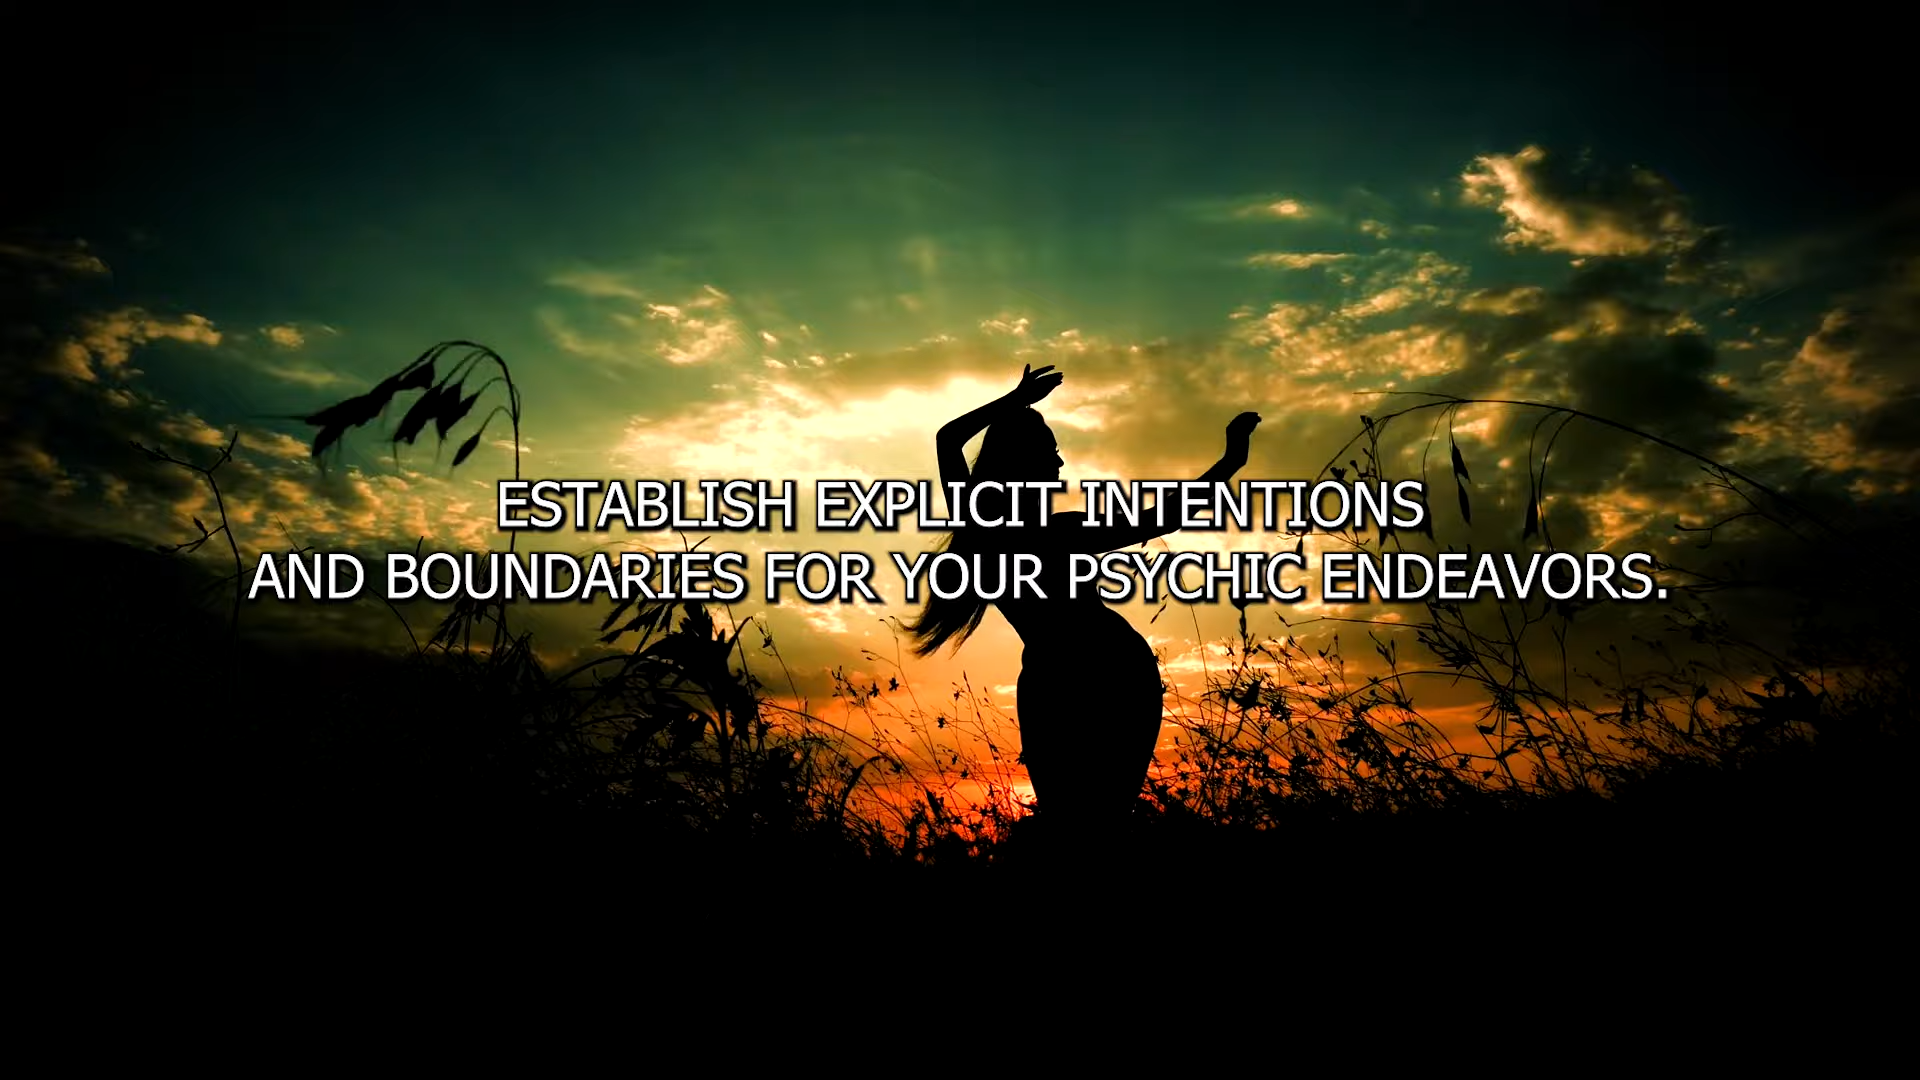 ESTABLISH EXPLICIT INTENTIONS
AND BOUNDARIES FOR YOUR PSYCHIC ENDEAVORS.